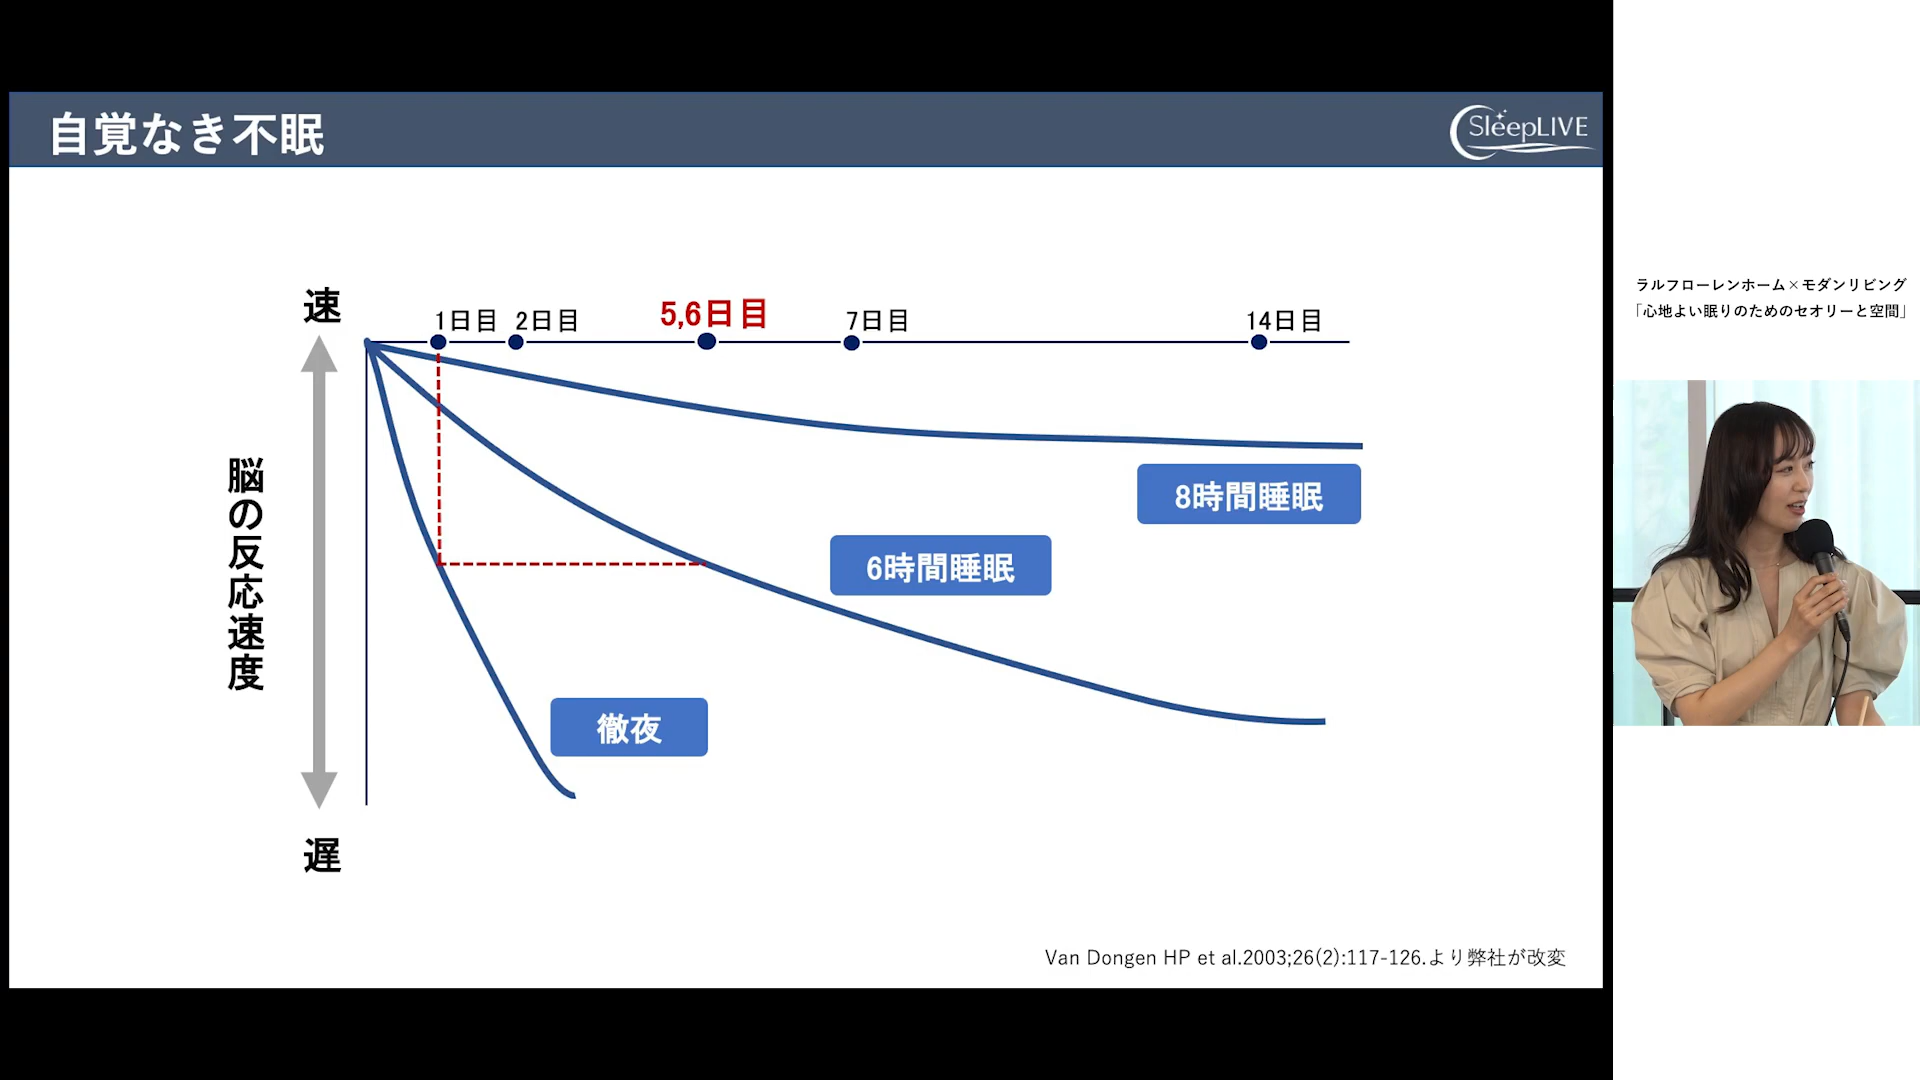 自覚なき不眠
SleepLIVE
速
1日目
2日目
5,6日目
7日目
14日目
脳の反応速度
8時間睡眠
6時間睡眠
徹夜
遅
Van Dongen HP et al.2003;26(2):117-126.より弊社が改変
ラルフローレンホーム×モダンリビング
「心地よい眠りのためのセオリーと空間」